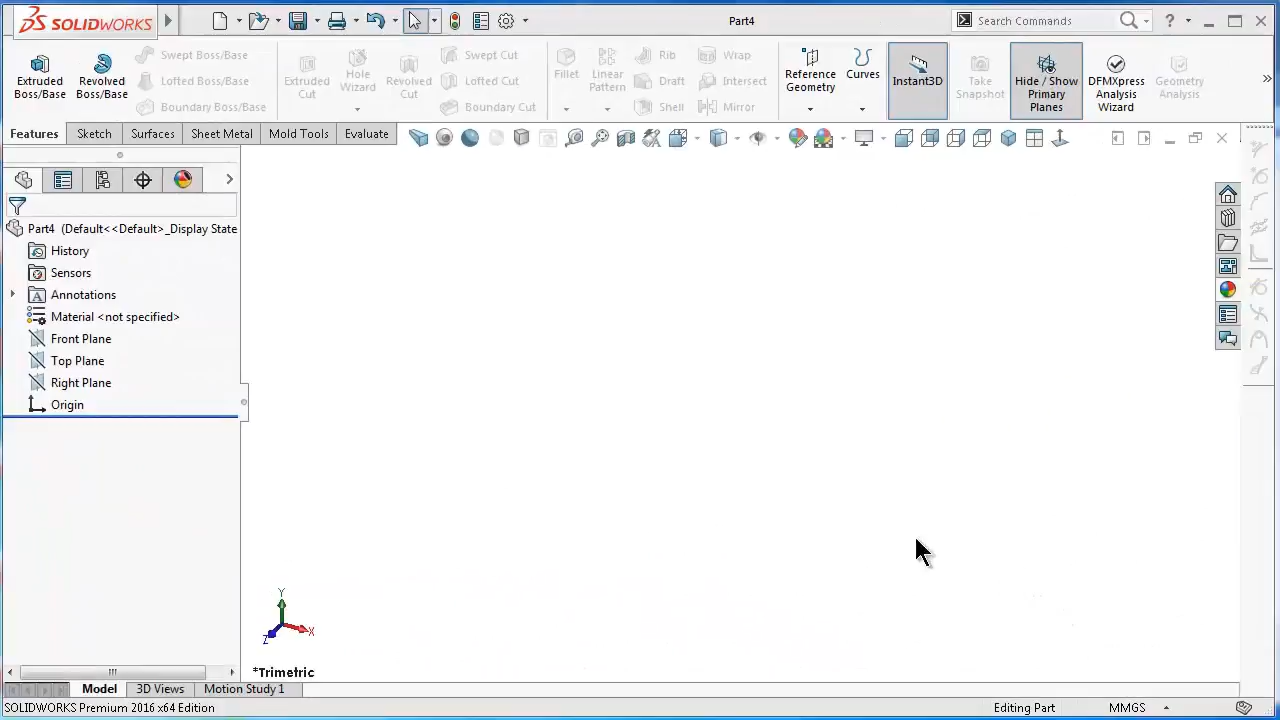 SOLIDWORKS
Part4
Search Commands
Extruded Boss/Base
Revolved Boss/Base
Swept Boss/Base
Lofted Boss/Base
Boundary Boss/Base
Extruded Cut
Hole Wizard
Revolved Cut
Swept Cut
Lofted Cut
Boundary Cut
Fillet
Linear Pattern
Rib
Draft
Shell
Wrap
Intersect
Mirror
Reference Geometry
Curves
Instant3D
Take Snapshot
Hide / Show Primary Planes
DFMXpress Analysis Wizard
Geometry Analysis
Features
Sketch
Surfaces
Sheet Metal
Mold Tools
Evaluate
Part4 (Default<<Default>_Display State
History
Sensors
Annotations
Material <not specified>
Front Plane
Top Plane
Right Plane
Origin
Y
X
Z
*Trimetric
Model
3D Views
Motion Study 1
SOLIDWORKS Premium 2016 x64 Edition
Editing Part
MMGS